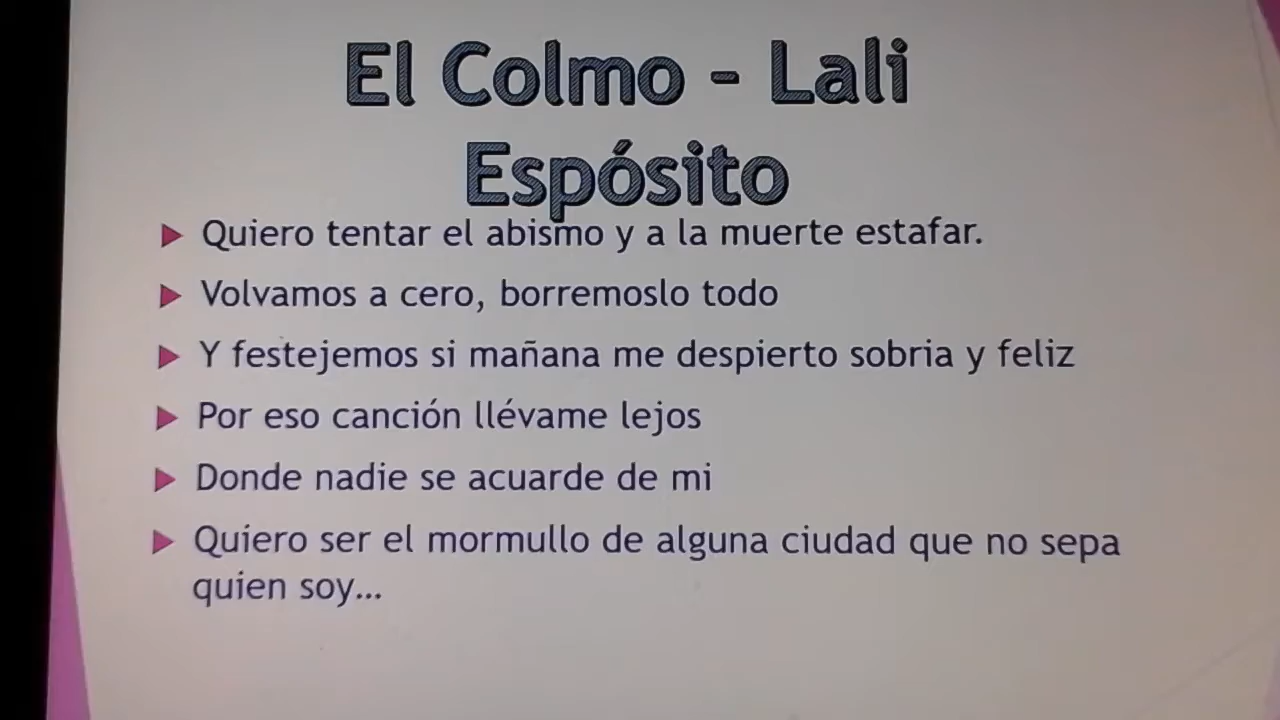 El Colmo - Lali
Espósito
Quiero tentar el abismo y a la muerte estafar.
Volvamos a cero, borremoslo todo
Y festejemos si mañana me despierto sobria y feliz
Por eso canción llévame lejos
Donde nadie se acuarde de mi
Quiero ser el mormullo de alguna ciudad que no sepa
quien soy...